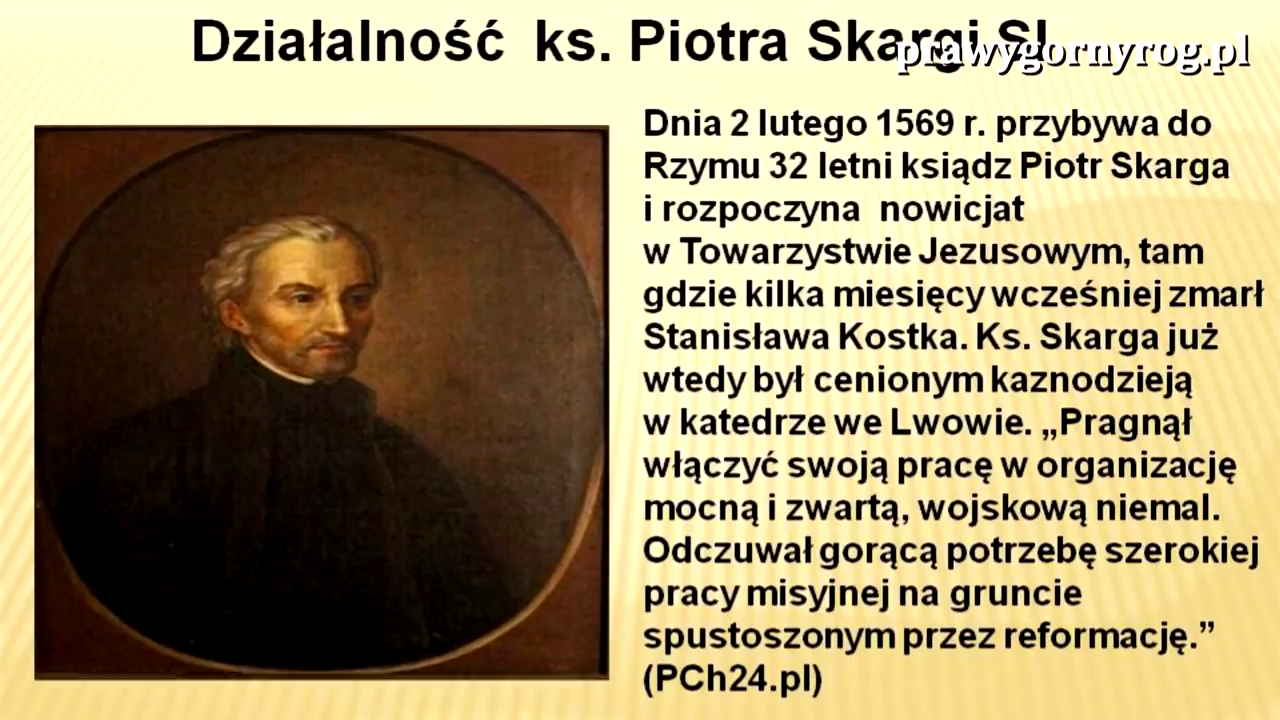 Działalność ks. Piotra Skargi SI
prawygornyrog.pl
Dnia 2 lutego 1569 r. przybywa do
Rzymu 32 letni ksiądz Piotr Skarga
i rozpoczyna nowicjat
w Towarzystwie Jezusowym, tam
gdzie kilka miesięcy wcześniej zmarł
Stanisława Kostka. Ks. Skarga już
wtedy był cenionym kaznodzieją
w katedrze we Lwowie. „Pragnął
włączyć swoją pracę w organizację
mocną i zwartą, wojskową niemal.
Odczuwał gorącą potrzebę szerokiej
pracy misyjnej na gruncie
spustoszonym przez reformację.”
(PCh24.pl)